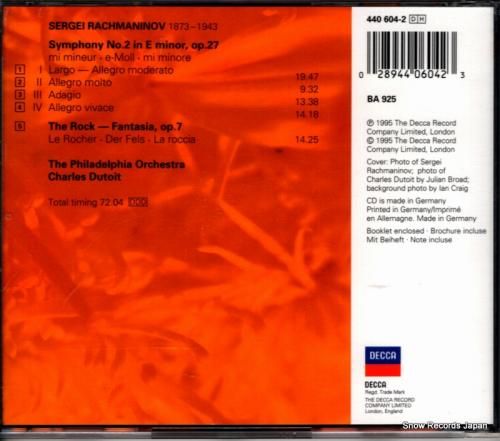 SERGEI RACHMANINOV 1873–1943
Symphony No.2 in E minor, op.27
mi mineur · e-Moll · mi minore
1 I Largo — Allegro moderato 19.47
2 II Allegro molto 9.32
3 III Adagio 13.38
4 IV Allegro vivace 14.18
5 The Rock — Fantasia, op.7
Le Rocher · Der Fels · La roccia 14.25
The Philadelphia Orchestra
Charles Dutoit
Total timing 72.04 DDD
440 604-2 DH
0 28944 06042 3
BA 925
℗ 1995 The Decca Record
Company Limited, London
© 1995 The Decca Record
Company Limited, London
Cover: Photo of Sergei
Rachmaninov; photo of
Charles Dutoit by Julian Broad;
background photo by Ian Craig
CD is made in Germany
Printed in Germany/Imprimé
en Allemagne. Made in Germany
Booklet enclosed · Brochure incluse
Mit Beiheft · Note incluse
DECCA
DECCA
Regd. Trade Mark
THE DECCA RECORD
COMPANY LIMITED
London, England
Snow Records Japan